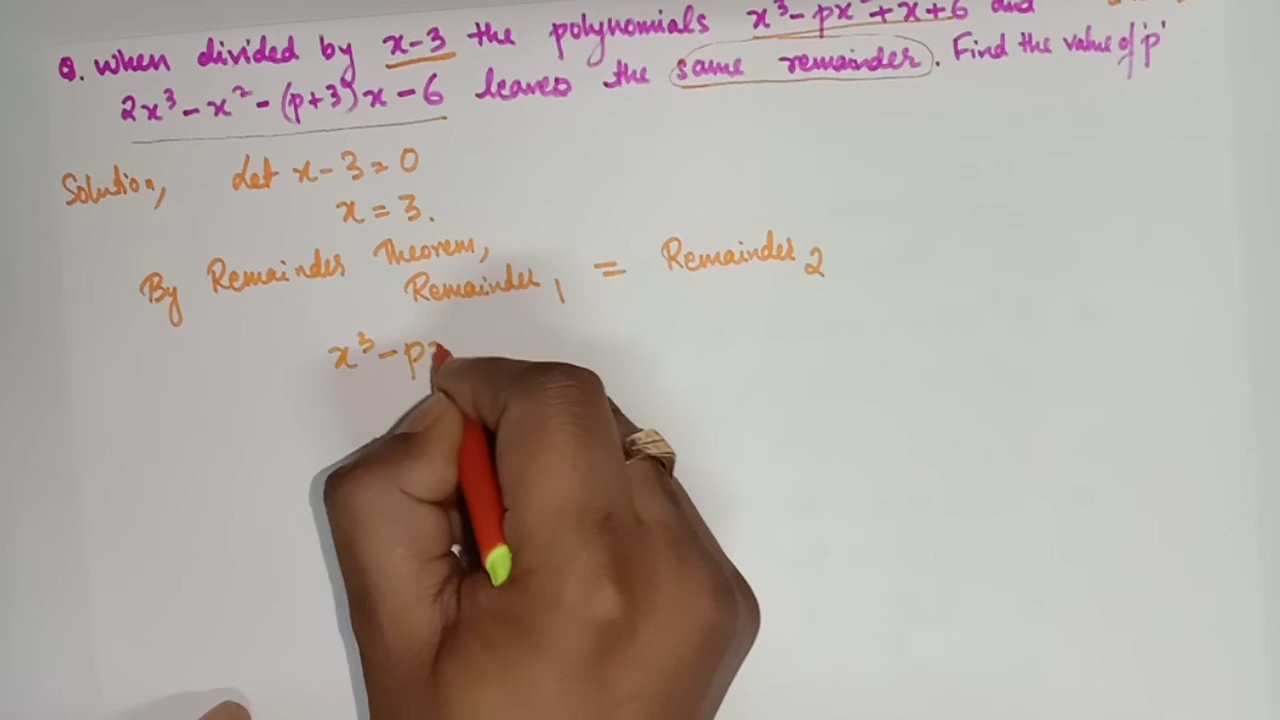 Q. When divided by x-3 the polynomials x³-px²+x+6 and
2x³-x²-(p+3)x-6 leaves the same remainder. Find the value of 'p'
Solution, Let x-3=0
x=3.
By Remainder Theorem,
Remainder 1 = Remainder 2
x³-px